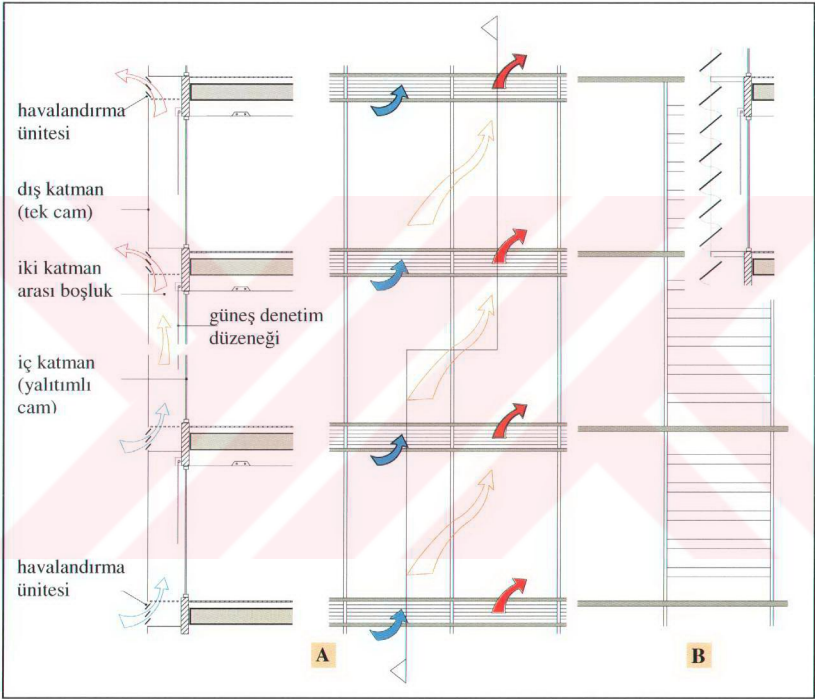 havalandırma
ünitesi
dış katman
(tek cam)
iki katman
arası boşluk
güneş denetim
düzeneği
iç katman
(yalıtımlı
cam)
havalandırma
ünitesi
A
B